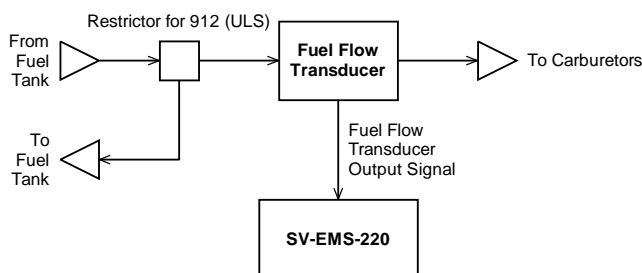 Restrictor for 912 (ULS)
From
Fuel
Tank
Fuel Flow
Transducer
To Carburetors
To
Fuel
Tank
Fuel Flow
Transducer
Output Signal
SV-EMS-220